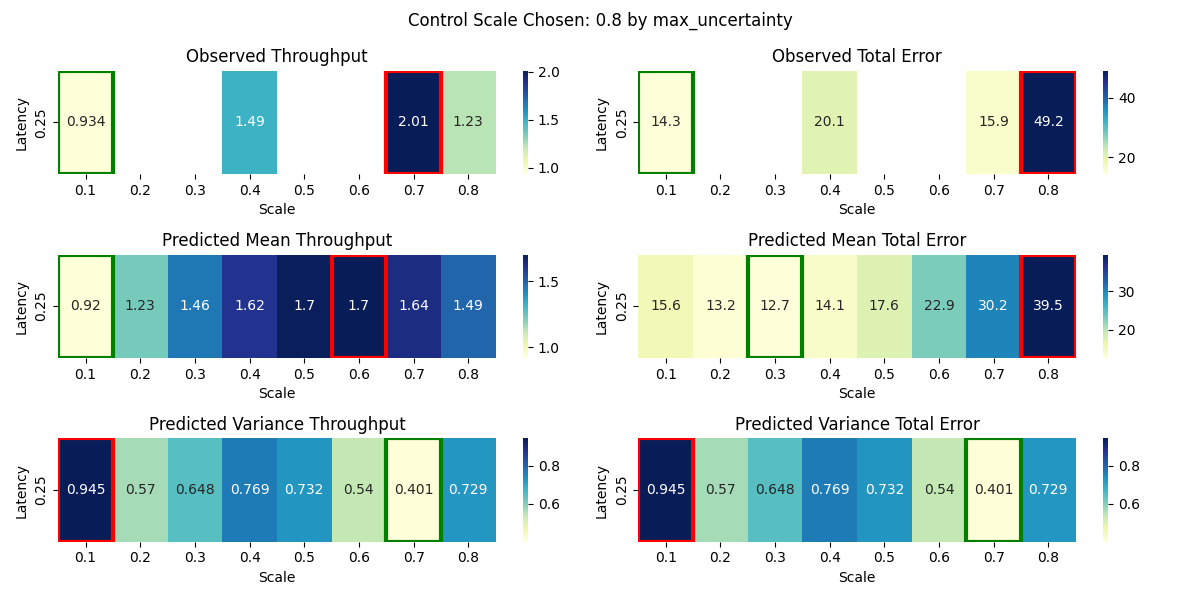 Control Scale Chosen: 0.8 by max_uncertainty
Observed Throughput
Latency
0.25
0.934 1.49 2.01 1.23
0.1 0.2 0.3 0.4 0.5 0.6 0.7 0.8
Scale
2.0
1.5
1.0
Observed Total Error
Latency
0.25
14.3 20.1 15.9 49.2
0.1 0.2 0.3 0.4 0.5 0.6 0.7 0.8
Scale
40
20
Predicted Mean Throughput
Latency
0.25
0.92 1.23 1.46 1.62 1.7 1.7 1.64 1.49
0.1 0.2 0.3 0.4 0.5 0.6 0.7 0.8
Scale
1.5
1.0
Predicted Mean Total Error
Latency
0.25
15.6 13.2 12.7 14.1 17.6 22.9 30.2 39.5
0.1 0.2 0.3 0.4 0.5 0.6 0.7 0.8
Scale
30
20
Predicted Variance Throughput
Latency
0.25
0.945 0.57 0.648 0.769 0.732 0.54 0.401 0.729
0.1 0.2 0.3 0.4 0.5 0.6 0.7 0.8
Scale
0.8
0.6
Predicted Variance Total Error
Latency
0.25
0.945 0.57 0.648 0.769 0.732 0.54 0.401 0.729
0.1 0.2 0.3 0.4 0.5 0.6 0.7 0.8
Scale
0.8
0.6